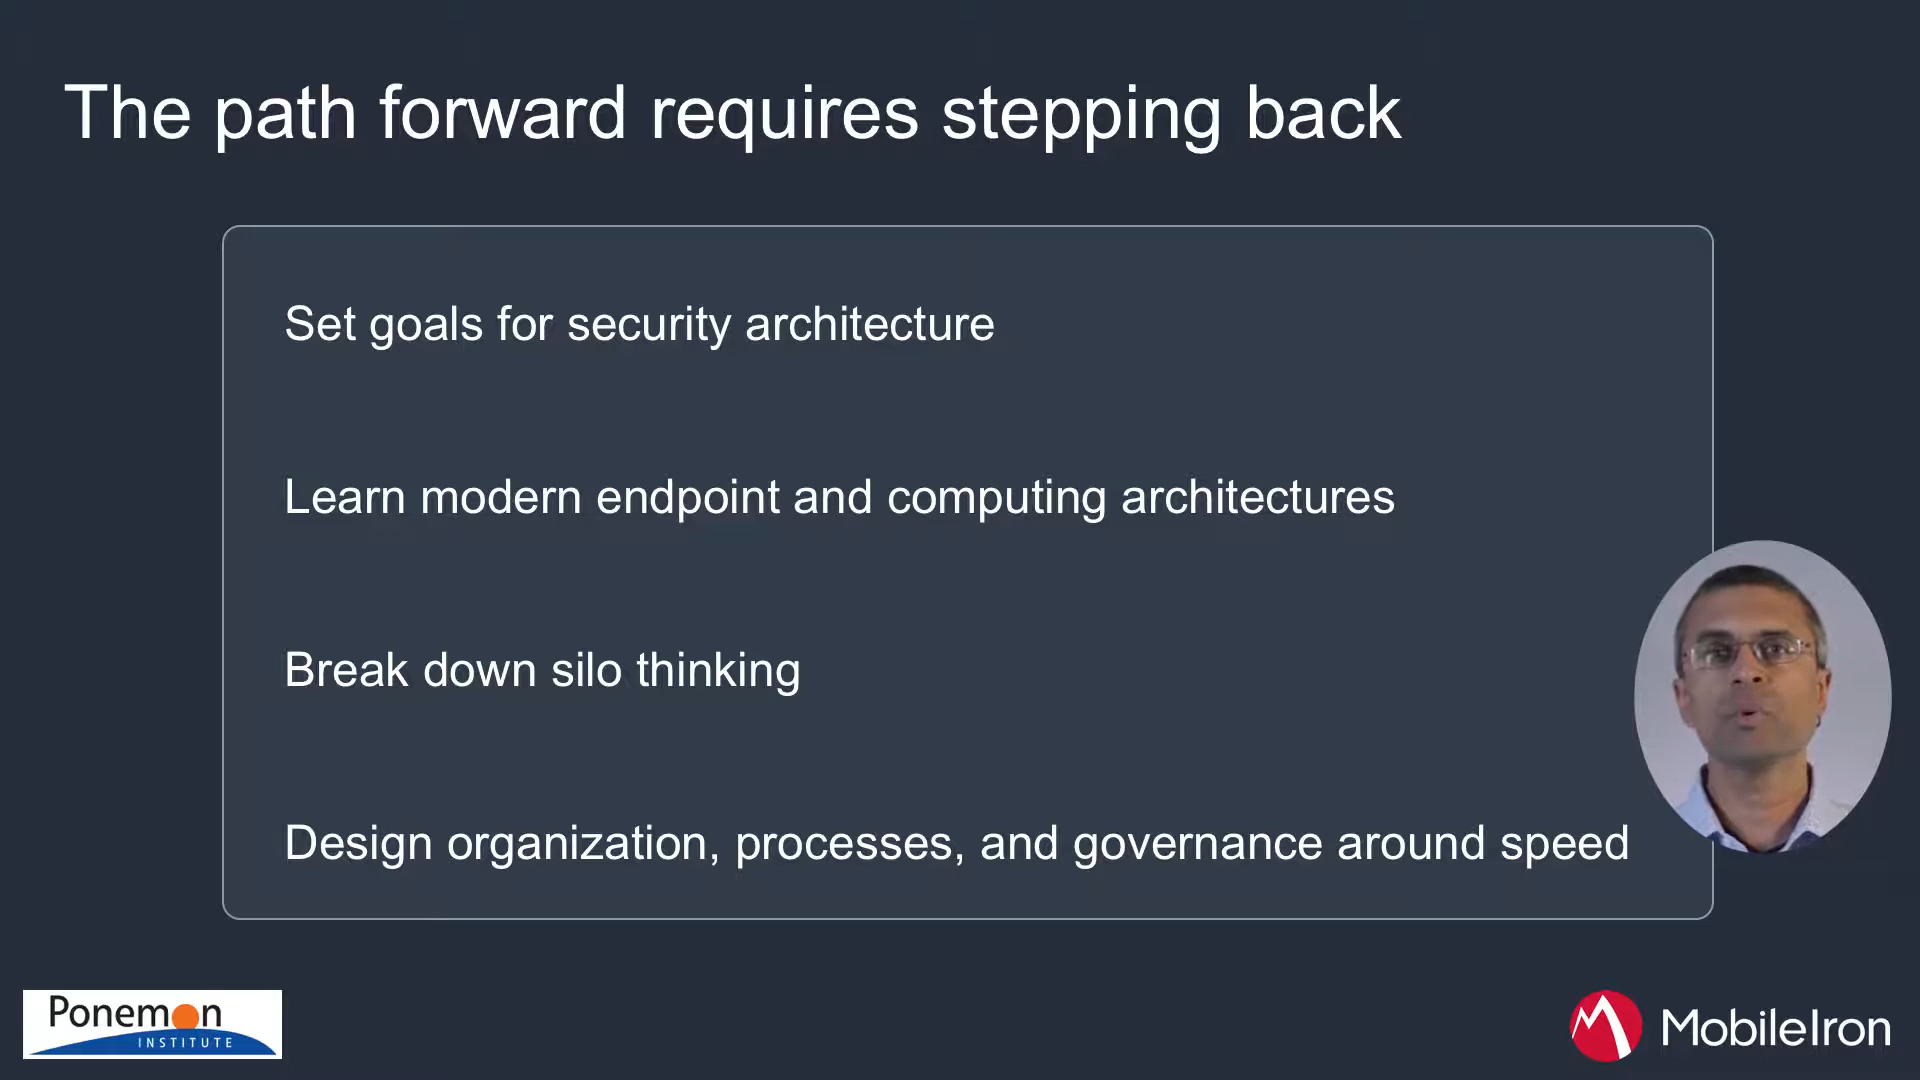 The path forward requires stepping back
Set goals for security architecture
Learn modern endpoint and computing architectures
Break down silo thinking
Design organization, processes, and governance around speed
Ponemon
INSTITUTE
MobileIron